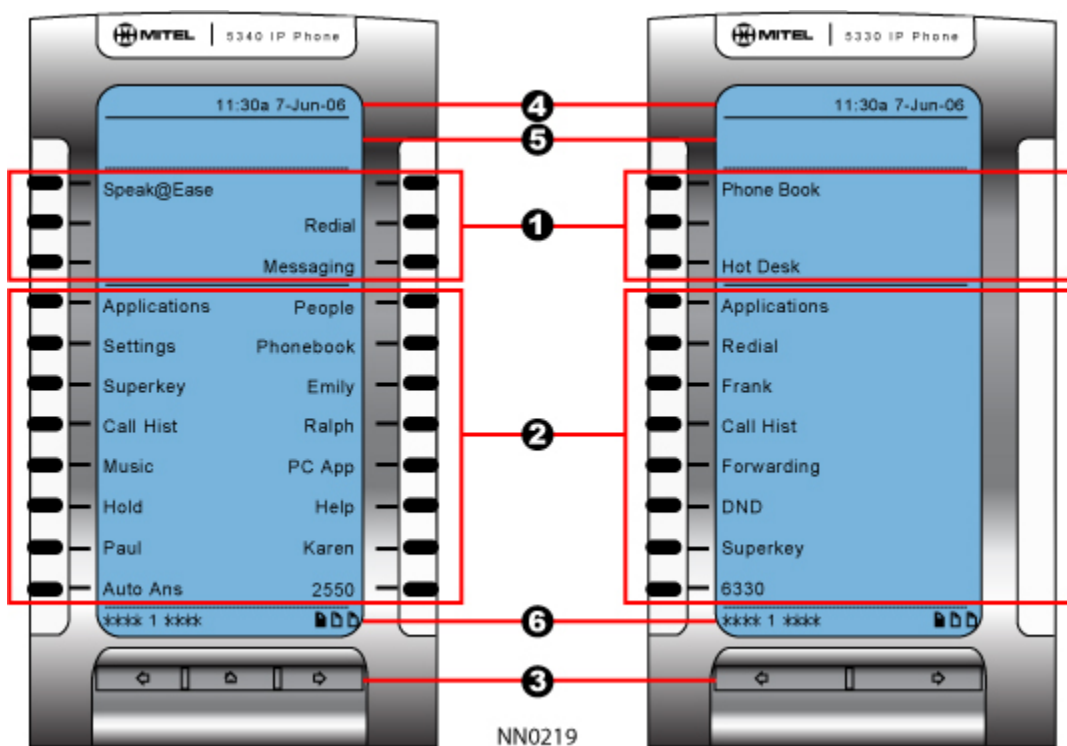 MITEL | 5340 IP Phone
11:30a 7-Jun-06
Speak@Ease
Redial
Messaging
Applications People
Settings Phonebook
Superkey Emily
Call Hist Ralph
Music PC App
Hold Help
Paul Karen
Auto Ans 2550
**** 1 ****
4
5
1
2
6
3
NN0219
MITEL | 5330 IP Phone
11:30a 7-Jun-06
Phone Book
Hot Desk
Applications
Redial
Frank
Call Hist
Forwarding
DND
Superkey
6330
**** 1 ****